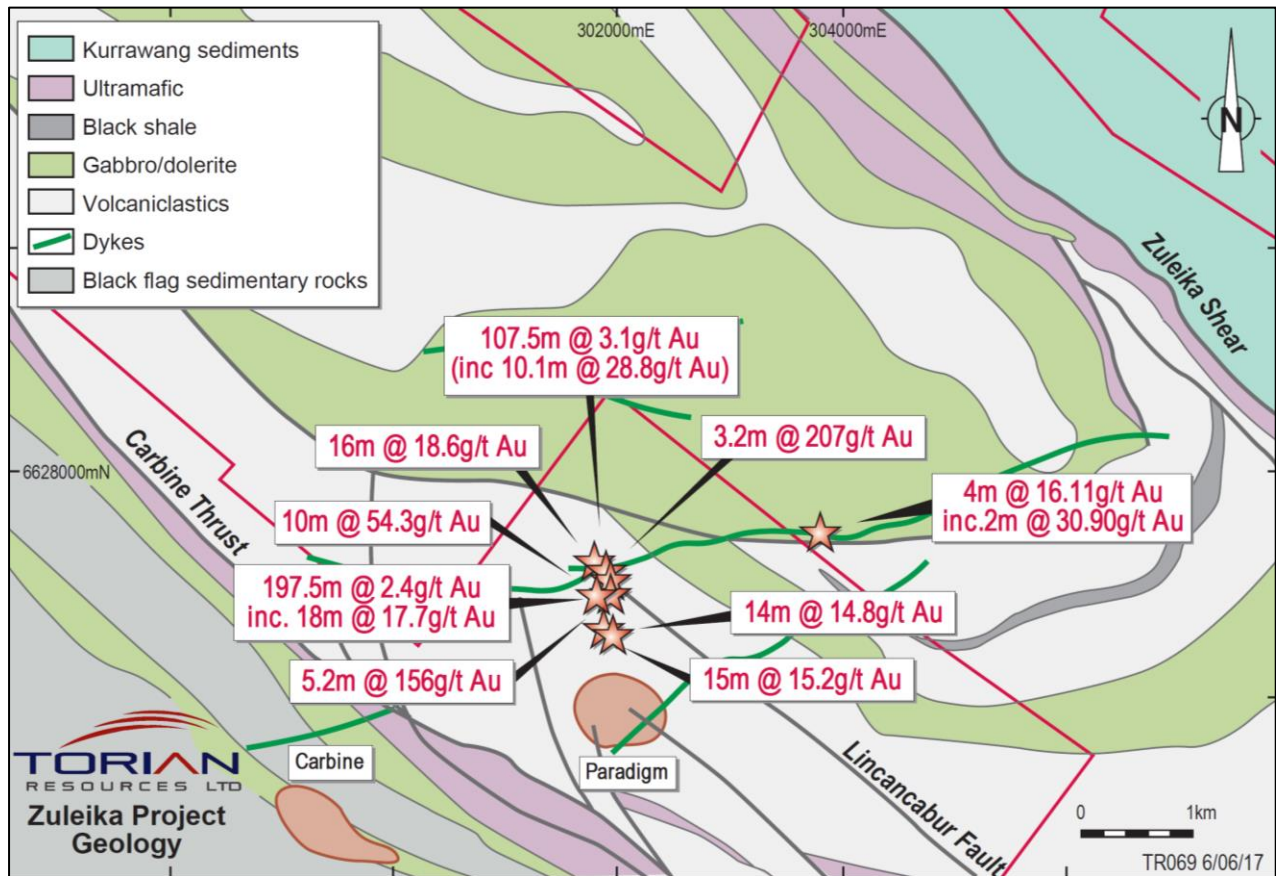 Kurrawang sediments
Ultramafic
Black shale
Gabbro/dolerite
Volcaniclastics
Dykes
Black flag sedimentary rocks
302000mE
304000mE
N
Zuleika Shear
107.5m @ 3.1g/t Au
(inc 10.1m @ 28.8g/t Au)
16m @ 18.6g/t Au
3.2m @ 207g/t Au
Carbine Thrust
6628000mN
4m @ 16.11g/t Au
inc.2m @ 30.90g/t Au
10m @ 54.3g/t Au
197.5m @ 2.4g/t Au
inc. 18m @ 17.7g/t Au
14m @ 14.8g/t Au
5.2m @ 156g/t Au
15m @ 15.2g/t Au
Lincancabur Fault
TORIAN
RESOURCES LTD
Zuleika Project
Geology
Carbine
Paradigm
0
1km
TR069 6/06/17